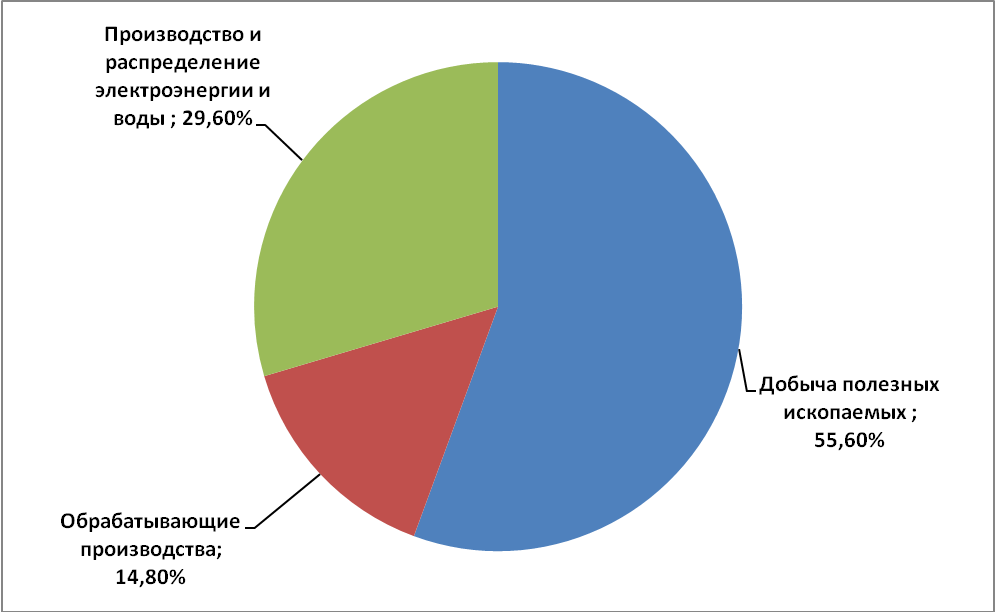 Производство и
распределение
электроэнергии и
воды ; 29,60%
Добыча полезных
ископаемых ;
55,60%
Обрабатывающие
производства;
14,80%